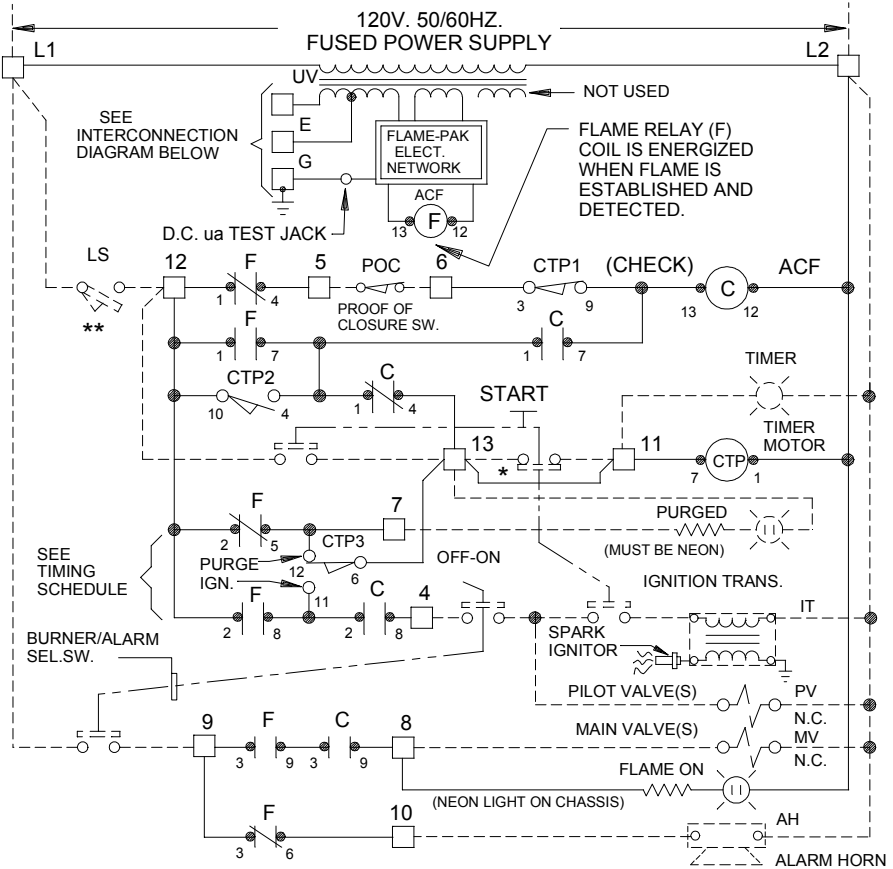 120V. 50/60HZ.
FUSED POWER SUPPLY
L1
L2
UV
NOT USED
SEE
INTERCONNECTION
DIAGRAM BELOW
E
G
FLAME-PAK
ELECT.
NETWORK
FLAME RELAY (F)
COIL IS ENERGIZED
WHEN FLAME IS
ESTABLISHED AND
DETECTED.
ACF
13 F 12
D.C. ua TEST JACK
LS
**
12
F
1 4
5
POC
PROOF OF
CLOSURE SW.
6
CTP1
3 9
(CHECK)
ACF
13 C 12
F
1 7
C
1 7
CTP2
10 4
C
1 4
START
TIMER
13
*
11
TIMER
MOTOR
7 CTP 1
F
2 5
7
PURGED
(MUST BE NEON)
SEE
TIMING
SCHEDULE
PURGE
IGN.
CTP3
12 6
11
OFF-ON
IGNITION TRANS.
F
2 8
C
2 8
4
IT
SPARK
IGNITOR
BURNER/ALARM
SEL.SW.
PILOT VALVE(S)
PV
N.C.
MAIN VALVE(S)
MV
N.C.
9
F
3 9
C
3 9
8
FLAME ON
(NEON LIGHT ON CHASSIS)
F
3 6
10
AH
ALARM HORN